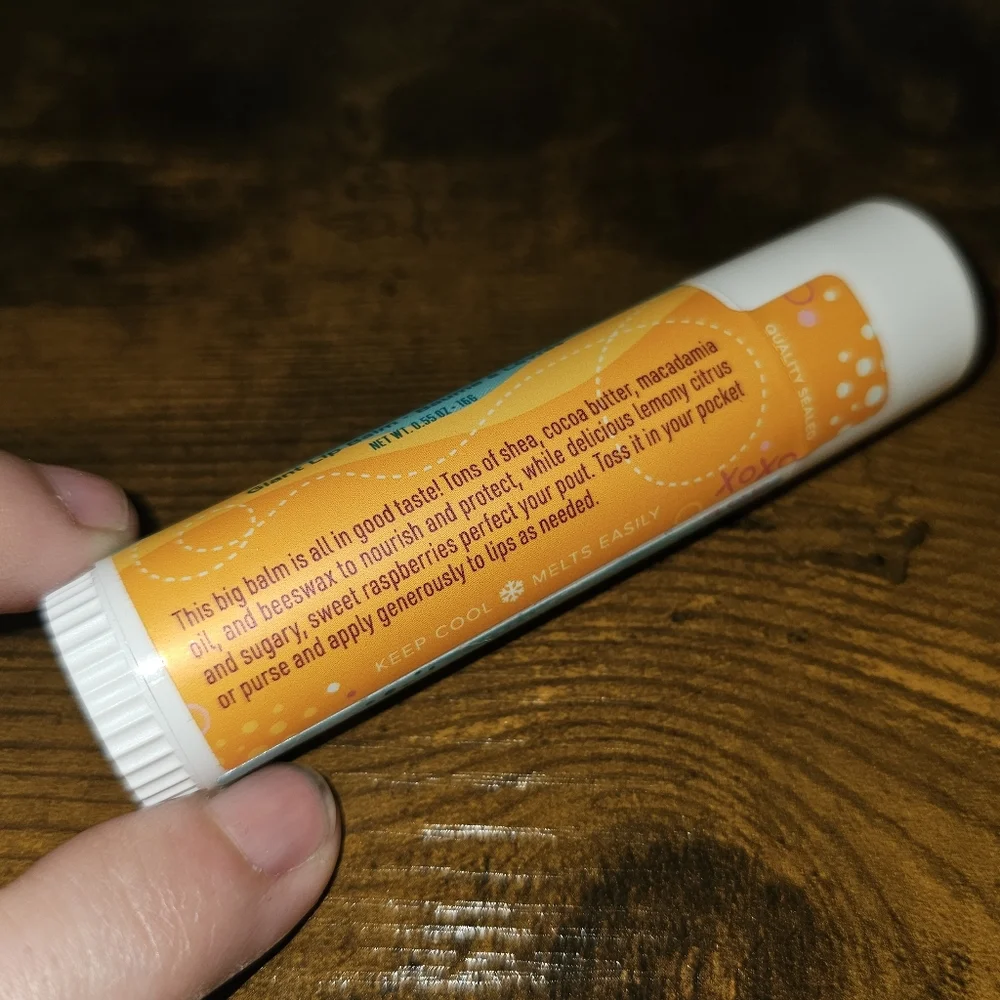 Giant Lip
NET WT. 0.55 OZ - 16G
This big balm is all in good taste! Tons of shea, cocoa butter, macadamia
oil, and beeswax to nourish and protect, while delicious lemony citrus
and sugary, sweet raspberries perfect your pout. Toss it in your pocket
or purse and apply generously to lips as needed.
KEEP COOL MELTS EASILY
QUALITY SEALED
xoxo